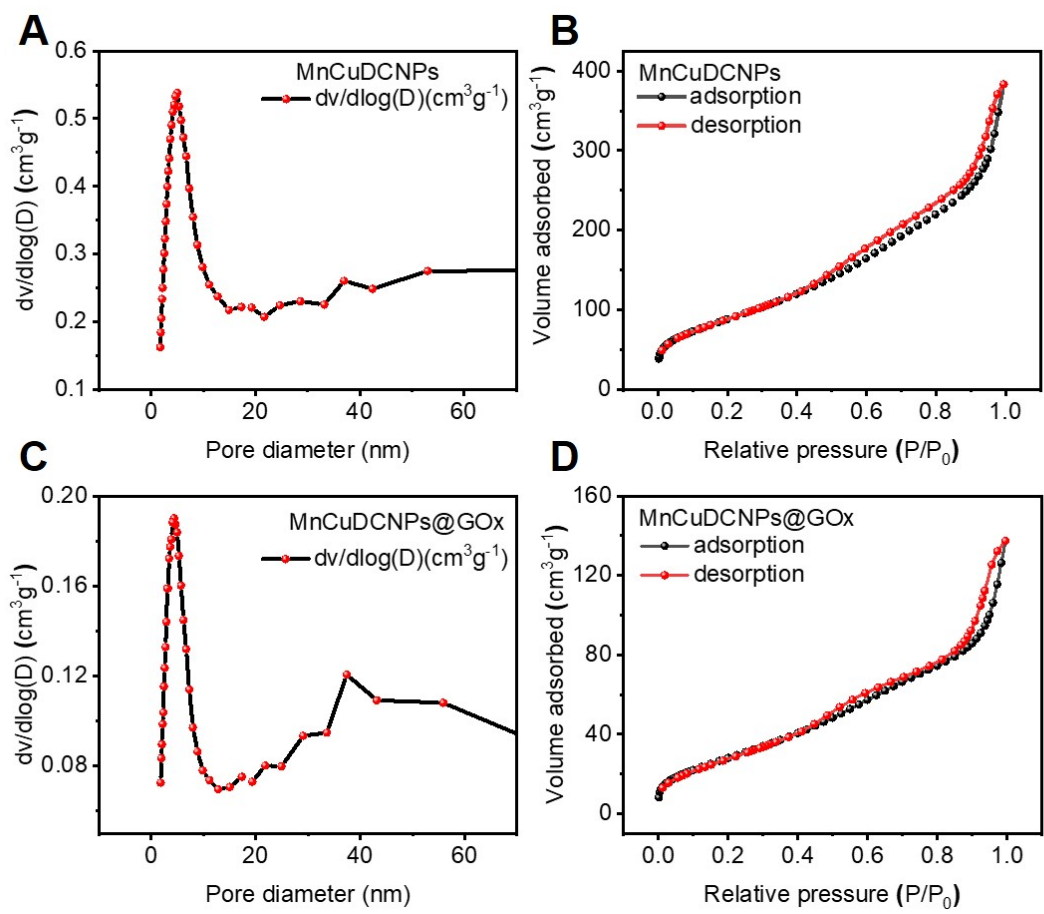 A
dv/dlog(D) (cm³g⁻¹)
0.6
0.5
0.4
0.3
0.2
0.1
MnCuDCNPs
dv/dlog(D)(cm³g⁻¹)
0
20
40
60
Pore diameter (nm)
B
Volume adsorbed (cm³g⁻¹)
400
300
200
100
0
MnCuDCNPs
adsorption
desorption
0.0
0.2
0.4
0.6
0.8
1.0
Relative pressure (P/P₀)
C
dv/dlog(D) (cm³g⁻¹)
0.20
0.16
0.12
0.08
MnCuDCNPs@GOx
dv/dlog(D)(cm³g⁻¹)
0
20
40
60
Pore diameter (nm)
D
Volume adsorbed (cm³g⁻¹)
160
120
80
40
0
MnCuDCNPs@GOx
adsorption
desorption
0.0
0.2
0.4
0.6
0.8
1.0
Relative pressure (P/P₀)